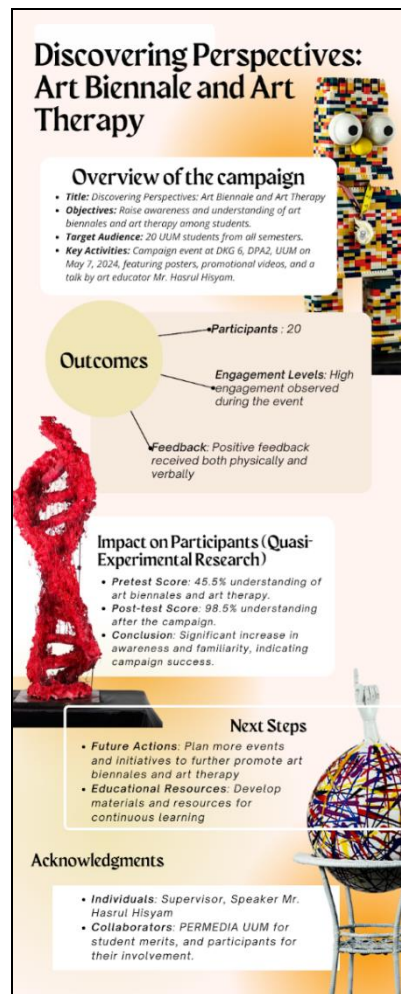 Discovering Perspectives:
Art Biennale and Art
Therapy
Overview of the campaign
• Title: Discovering Perspectives: Art Biennale and Art Therapy
• Objectives: Raise awareness and understanding of art
biennales and art therapy among students.
• Target Audience: 20 UUM students from all semesters.
• Key Activities: Campaign event at DKG 6, DPA2, UUM on
May 7, 2024, featuring posters, promotional videos, and a
talk by art educator Mr. Hasrul Hisyam.
Outcomes
Participants : 20
Engagement Levels: High
engagement observed
during the event
Feedback: Positive feedback
received both physically and
verbally
Impact on Participants (Quasi-
Experimental Research)
• Pretest Score: 45.5% understanding of
art biennales and art therapy.
• Post-test Score: 98.5% understanding
after the campaign.
• Conclusion: Significant increase in
awareness and familiarity, indicating
campaign success.
Next Steps
• Future Actions: Plan more events
and initiatives to further promote art
biennales and art therapy
• Educational Resources: Develop
materials and resources for
continuous learning
Acknowledgments
• Individuals: Supervisor, Speaker Mr.
Hasrul Hisyam
• Collaborators: PERMEDIA UUM for
student merits, and participants for
their involvement.